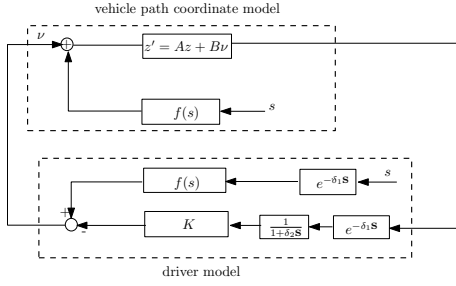 vehicle path coordinate model
ν
+
z′ = Az + Bν
f(s)
s
f(s)
e^{−δ₁S}
s
+
-
K
1/(1+δ₂S)
e^{−δ₁S}
driver model